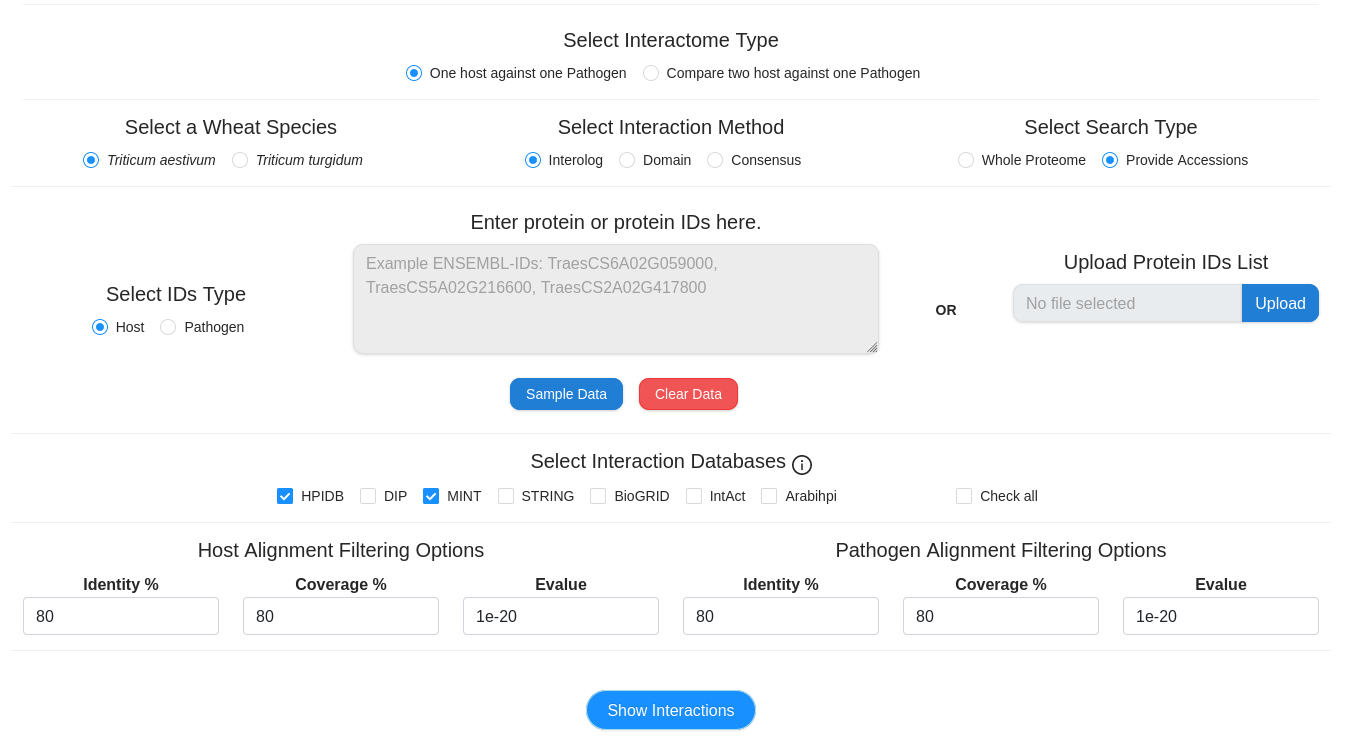 Select Interactome Type
One host against one Pathogen Compare two host against one Pathogen
Select a Wheat Species
Triticum aestivum Triticum turgidum
Select Interaction Method
Interolog Domain Consensus
Select Search Type
Whole Proteome Provide Accessions
Select IDs Type
Host Pathogen
Enter protein or protein IDs here.
Example ENSEMBL-IDs: TraesCS6A02G059000,
TraesCS5A02G216600, TraesCS2A02G417800
Sample Data Clear Data
OR
Upload Protein IDs List
No file selected Upload
Select Interaction Databases
HPIDB DIP MINT STRING BioGRID IntAct Arabihpi Check all
Host Alignment Filtering Options
Identity % Coverage % Evalue
80 80 1e-20
Pathogen Alignment Filtering Options
Identity % Coverage % Evalue
80 80 1e-20
Show Interactions